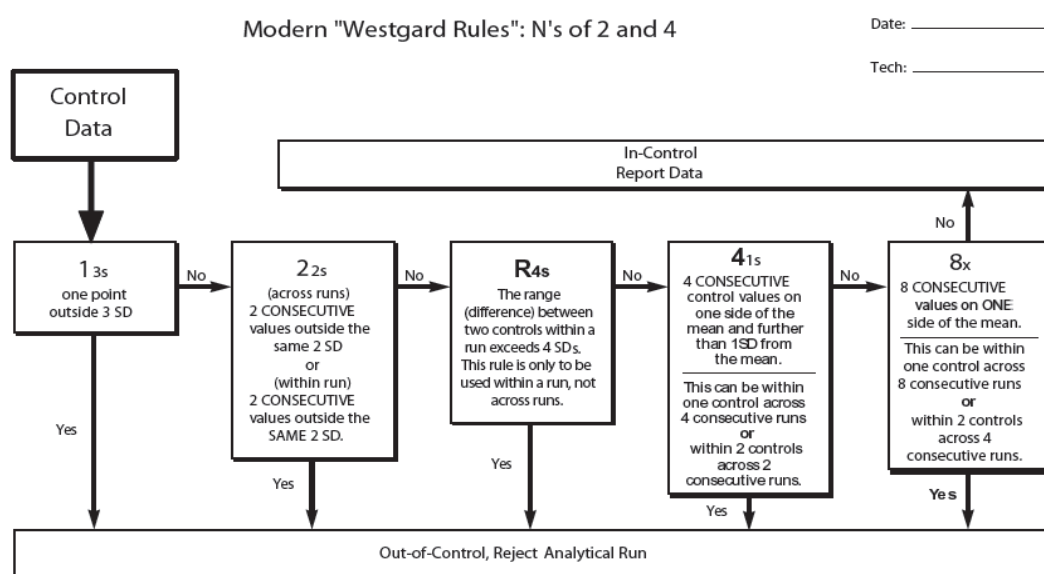 Modern "Westgard Rules": N's of 2 and 4
Date:
Tech:
Control
Data
In-Control
Report Data
No
1 3s
one point
outside 3 SD
No
2 2s
(across runs)
2 CONSECUTIVE
values outside the
same 2 SD
or
(within run)
2 CONSECUTIVE
values outside the
SAME 2 SD.
No
R4s
The range
(difference) between
two controls within a
run exceeds 4 SDs.
This rule is only to be
used within a run, not
across runs.
No
41s
4 CONSECUTIVE
control values on
one side of the
mean and further
than 1SD from
the mean.
This can be within
one control across
4 consecutive runs
or
within 2 controls
across 2
consecutive runs.
No
8x
8 CONSECUTIVE
values on ONE
side of the mean.
This can be within
one control across
8 consecutive runs
or
within 2 controls
across 4
consecutive runs.
Yes
Yes
Yes
Yes
Yes
Out-of-Control, Reject Analytical Run